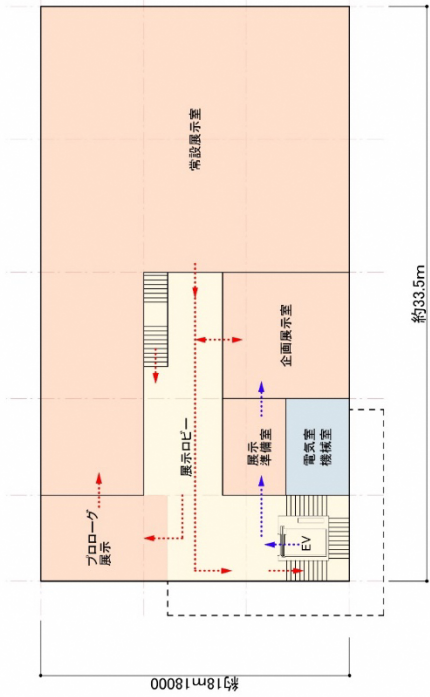 常設展示室
企画展示室
展示ロビー
展示
準備室
電気室
機械室
プロローグ
展示
EV
約33.5m
約18m18000